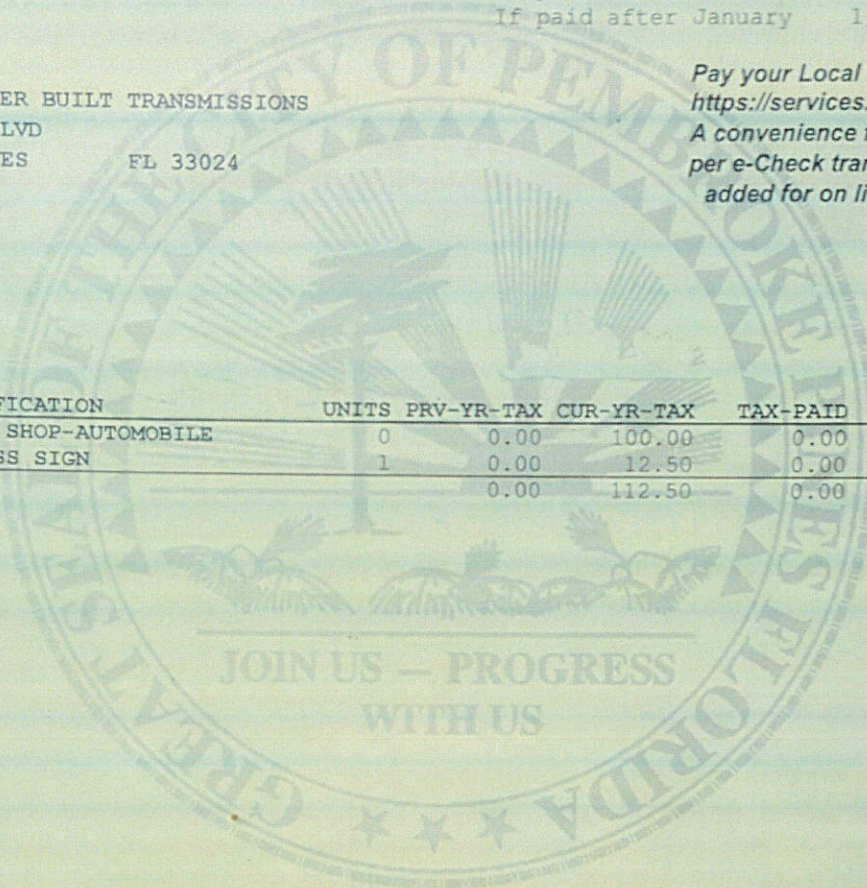 If paid after January 1
Pay your Local
ER BUILT TRANSMISSIONS
https://services.
LVD
A convenience
ES FL 33024
per e-Check tran
added for on li
FICATION UNITS PRV-YR-TAX CUR-YR-TAX TAX-PAID
SHOP-AUTOMOBILE 0 0.00 100.00 0.00
SS SIGN 1 0.00 12.50 0.00
0.00 112.50 0.00
GREAT SEAL OF THE CITY OF PEMBROKE PINES FLORIDA
JOIN US — PROGRESS
WITH US